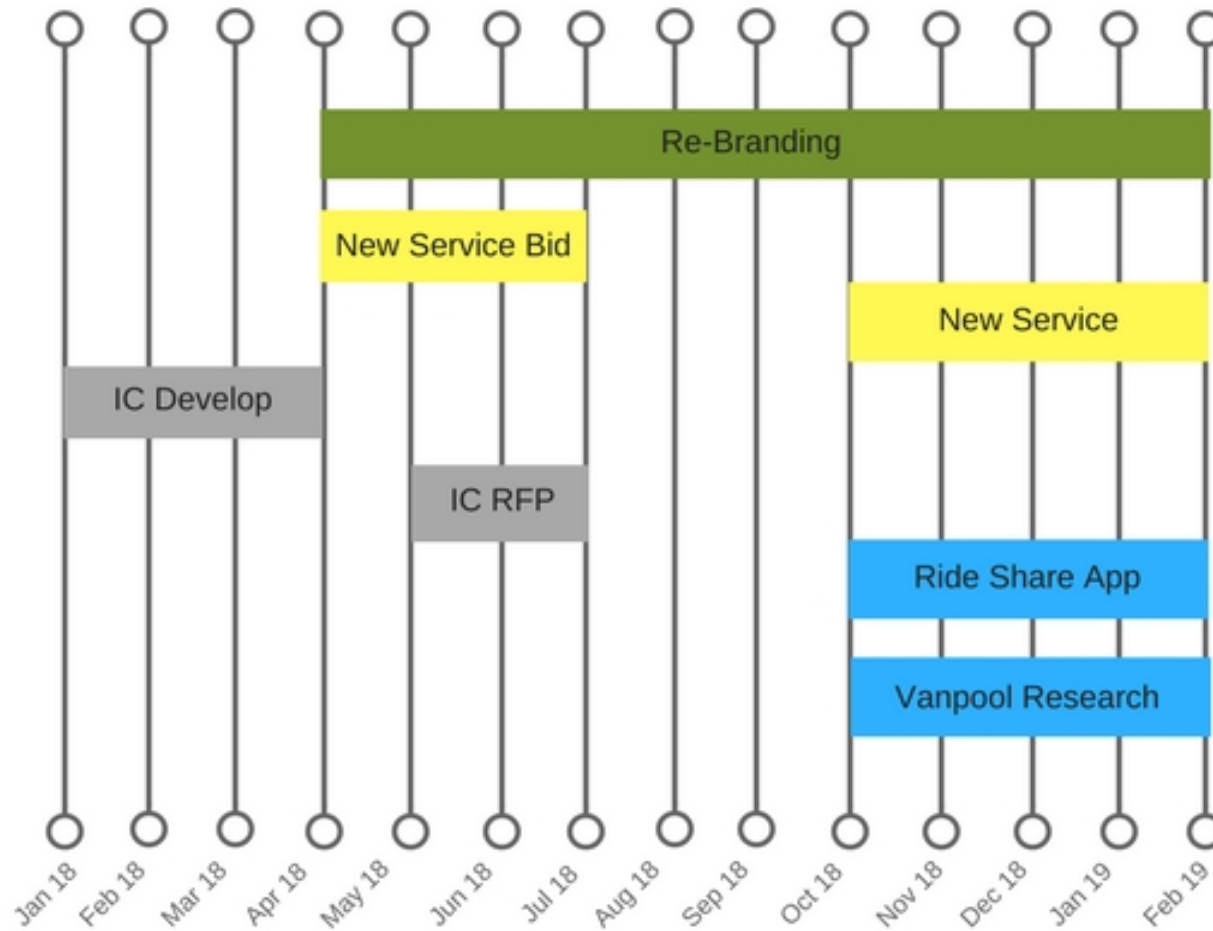 Re-Branding
New Service Bid
New Service
IC Develop
IC RFP
Ride Share App
Vanpool Research
Jan 18
Feb 18
Mar 18
Apr 18
May 18
Jun 18
Jul 18
Aug 18
Sep 18
Oct 18
Nov 18
Dec 18
Jan 19
Feb 19